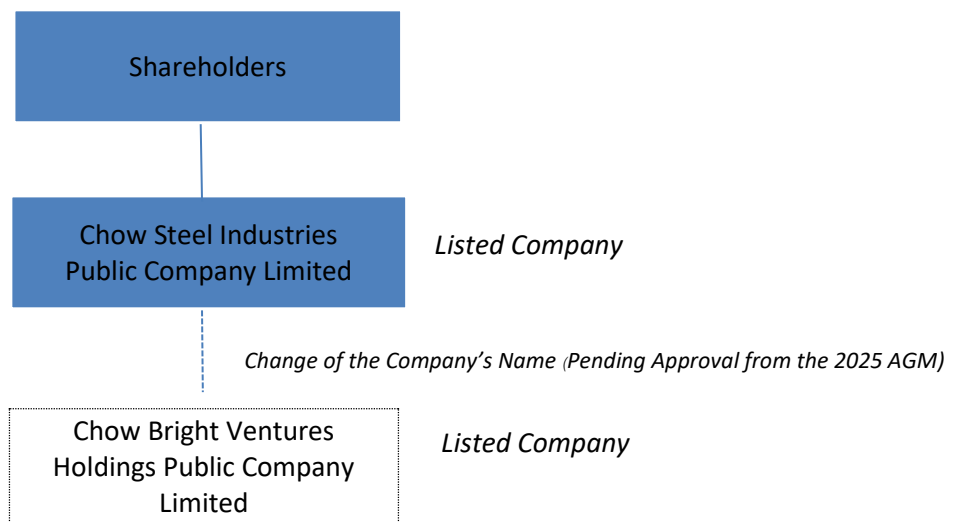 Shareholders
Chow Steel Industries
Public Company Limited
Listed Company
Change of the Company’s Name (Pending Approval from the 2025 AGM)
Chow Bright Ventures
Holdings Public Company
Limited
Listed Company